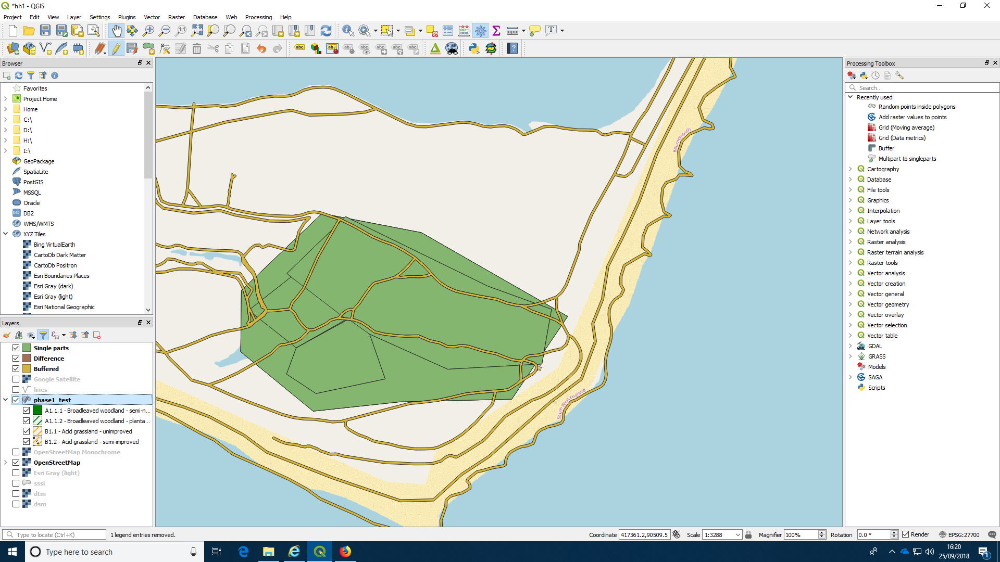 *hh1 - QGIS
Project Edit View Layer Settings Plugins Vector Raster Database Web Processing Help
Browser
Favorites
Project Home
Home
C:\
D:\
H:\
I:\
GeoPackage
SpatiaLite
PostGIS
MSSQL
Oracle
DB2
WMS/WMTS
XYZ Tiles
Bing VirtualEarth
CartoDb Dark Matter
CartoDb Positron
Esri Boundaries Places
Esri Gray (dark)
Esri Gray (light)
Esri National Geographic
Layers
Single parts
Difference
Buffered
Google Satellite
lines
phase1_test
A1.1.1 - Broadleaved woodland - semi-n...
A1.1.2 - Broadleaved woodland - planta...
B1.1 - Acid grassland - unimproved
B1.2 - Acid grassland - semi-improved
OpenStreetMap Monochrome
OpenStreetMap
Esri Gray (light)
sssi
dtm
dsm
Bournemouth
South West England
Processing Toolbox
Search...
Recently used
Random points inside polygons
Add raster values to points
Grid (Moving average)
Grid (Data metrics)
Buffer
Multipart to singleparts
Cartography
Database
File tools
Graphics
Interpolation
Layer tools
Network analysis
Raster analysis
Raster terrain analysis
Raster tools
Vector analysis
Vector creation
Vector general
Vector geometry
Vector overlay
Vector selection
Vector table
GDAL
GRASS
Models
SAGA
Scripts
Type to locate (Ctrl+K) 1 legend entries removed. Coordinate 417361.2,90509.5 Scale 1:3288 Magnifier 100% Rotation 0.0 ° Render EPSG:27700
Type here to search
16:20
25/09/2018
1